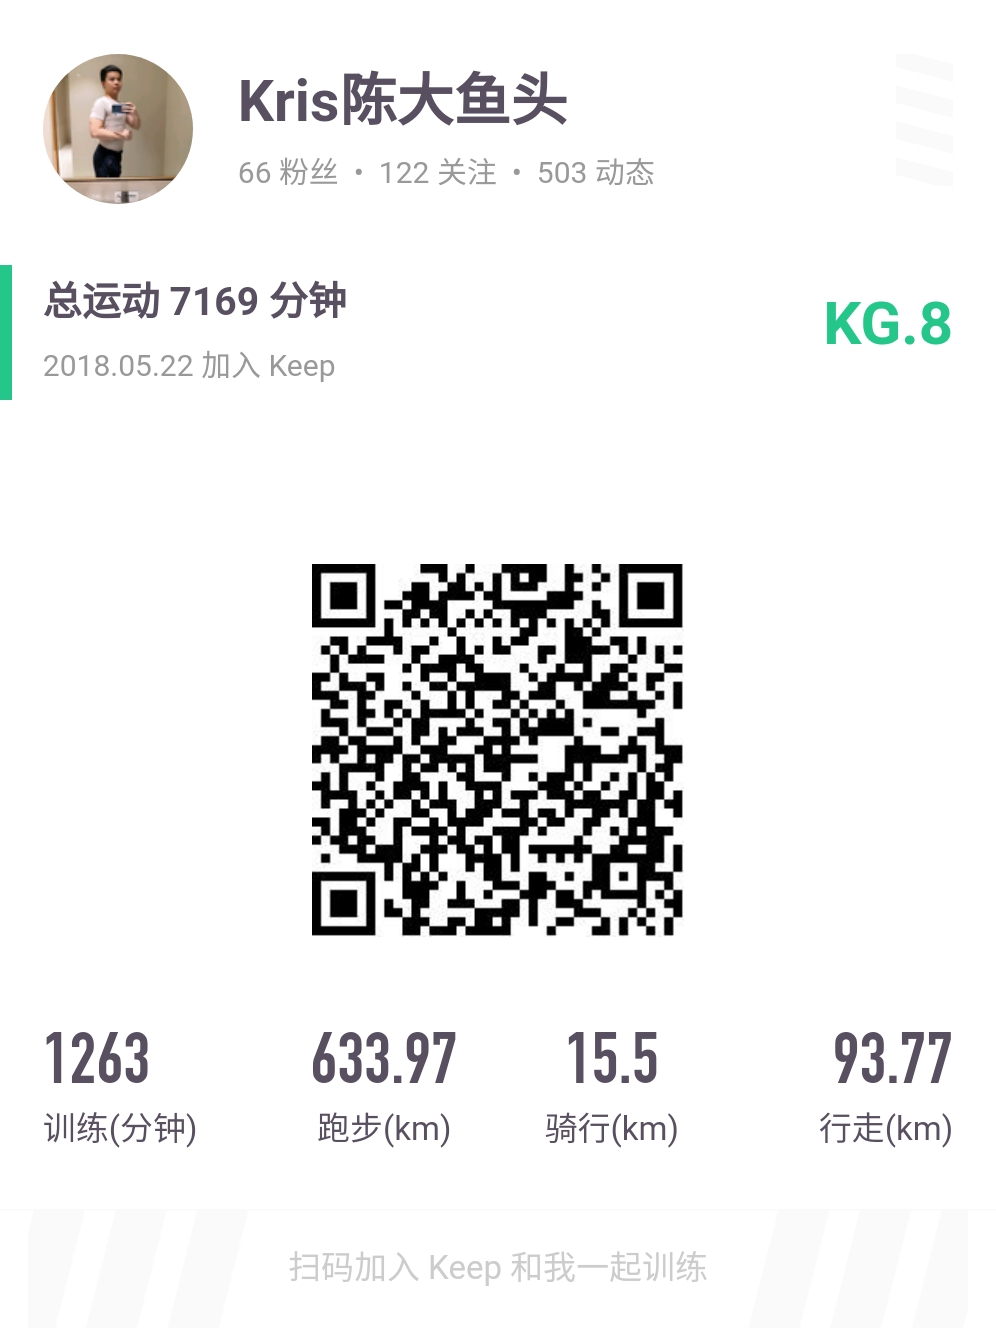 Kris陈大鱼头
66 粉丝 • 122 关注 • 503 动态
总运动 7169 分钟
KG.8
2018.05.22 加入 Keep
1263 633.97 15.5 93.77
训练(分钟) 跑步(km) 骑行(km) 行走(km)
扫码加入 Keep 和我一起训练